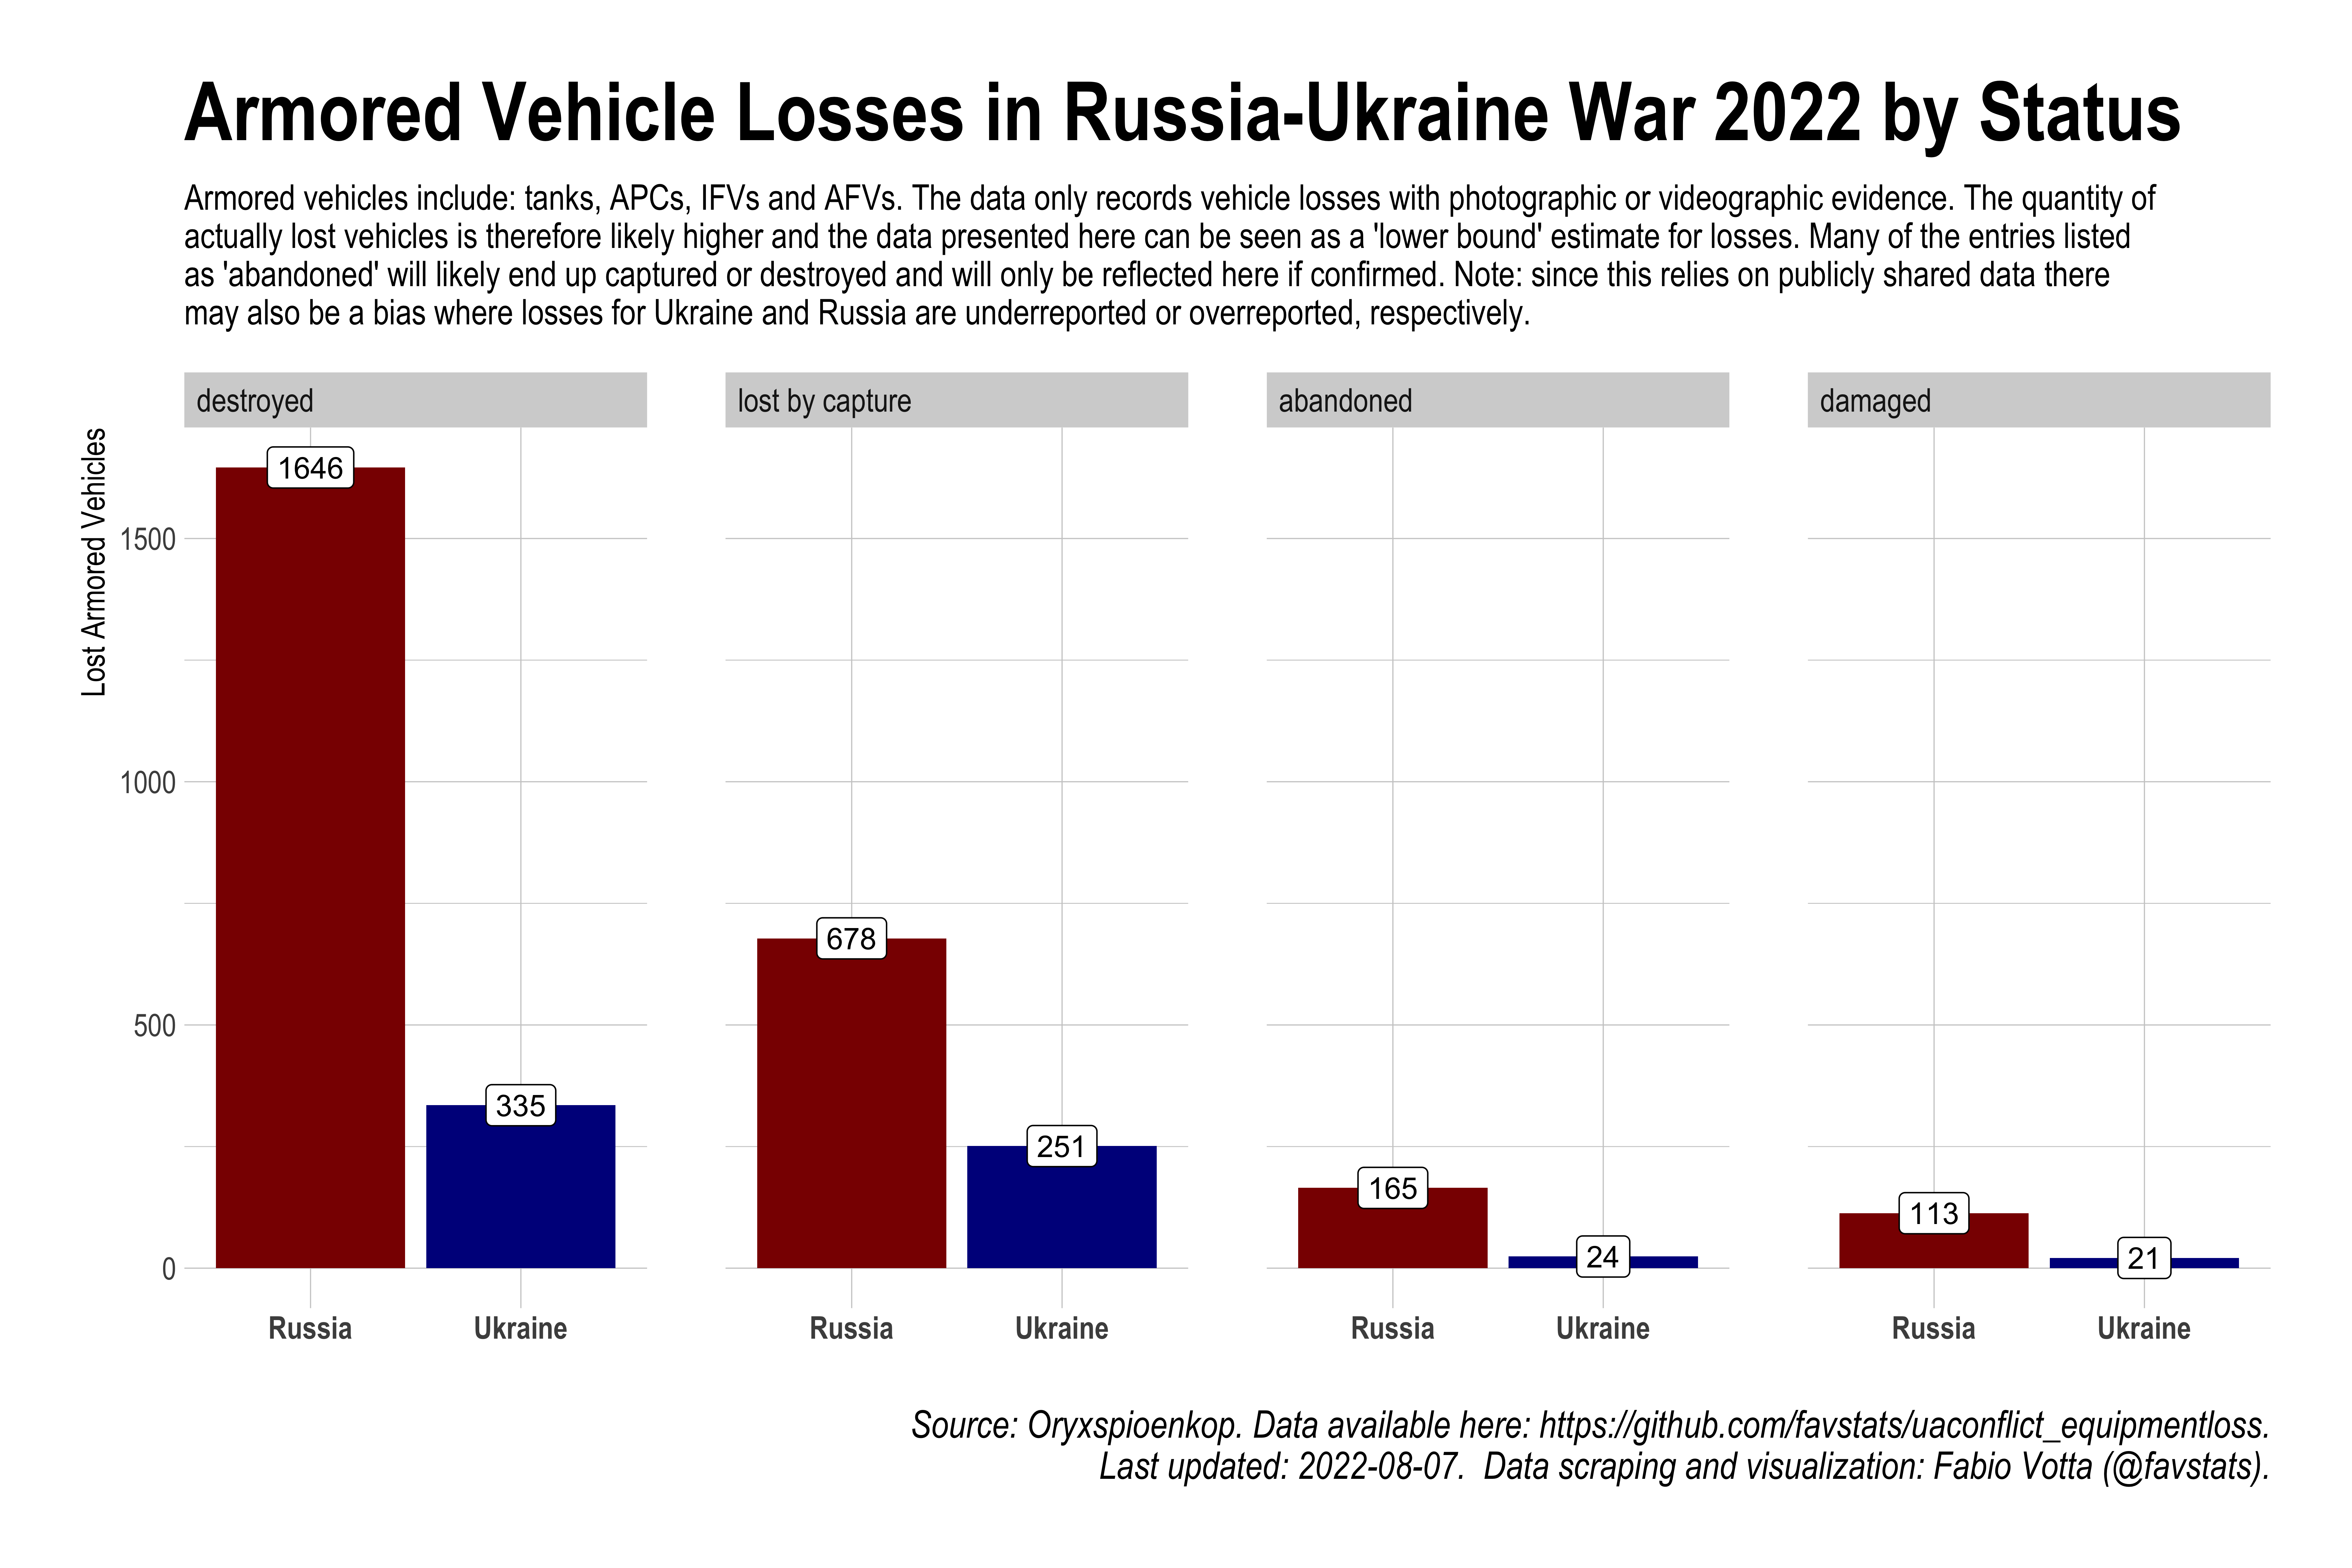 Armored Vehicle Losses in Russia-Ukraine War 2022 by Status
Armored vehicles include: tanks, APCs, IFVs and AFVs. The data only records vehicle losses with photographic or videographic evidence. The quantity of
actually lost vehicles is therefore likely higher and the data presented here can be seen as a 'lower bound' estimate for losses. Many of the entries listed
as 'abandoned' will likely end up captured or destroyed and will only be reflected here if confirmed. Note: since this relies on publicly shared data there
may also be a bias where losses for Ukraine and Russia are underreported or overreported, respectively.
Lost Armored Vehicles
1500
1000
500
0
destroyed
1646
335
Russia
Ukraine
lost by capture
678
251
Russia
Ukraine
abandoned
165
24
Russia
Ukraine
damaged
113
21
Russia
Ukraine
Source: Oryxspioenkop. Data available here: https://github.com/favstats/uaconflict_equipmentloss.
Last updated: 2022-08-07.  Data scraping and visualization: Fabio Votta (@favstats).